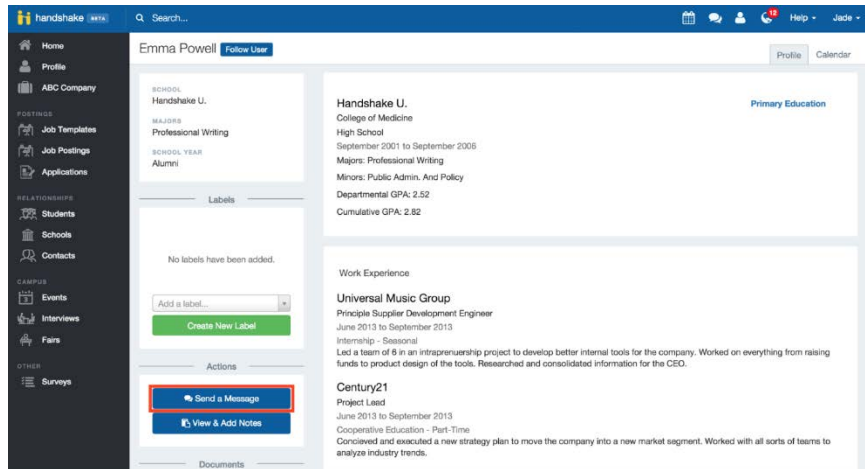 handshake BETA
Search...
12
Help
Jade
Home
Profile
ABC Company
POSTINGS
Job Templates
Job Postings
Applications
RELATIONSHIPS
Students
Schools
Contacts
CAMPUS
3
Events
Interviews
Fairs
OTHER
Surveys
Emma Powell Follow User
Profile Calendar
SCHOOL
Handshake U.
MAJORS
Professional Writing
SCHOOL YEAR
Alumni
Labels
No labels have been added.
Add a label...
Create New Label
Actions
Send a Message
View & Add Notes
Documents
Handshake U.
Primary Education
College of Medicine
High School
September 2001 to September 2006
Majors: Professional Writing
Minors: Public Admin. And Policy
Departmental GPA: 2.52
Cumulative GPA: 2.82
Work Experience
Universal Music Group
Principle Supplier Development Engineer
June 2013 to September 2013
Internship - Seasonal
Led a team of 6 in an intraprenuership project to develop better internal tools for the company. Worked on everything from raising
funds to product design of the tools. Researched and consolidated information for the CEO.
Century21
Project Lead
June 2013 to September 2013
Cooperative Education - Part-Time
Concieved and executed a new strategy plan to move the company into a new market segment. Worked with all sorts of teams to
analyze industry trends.